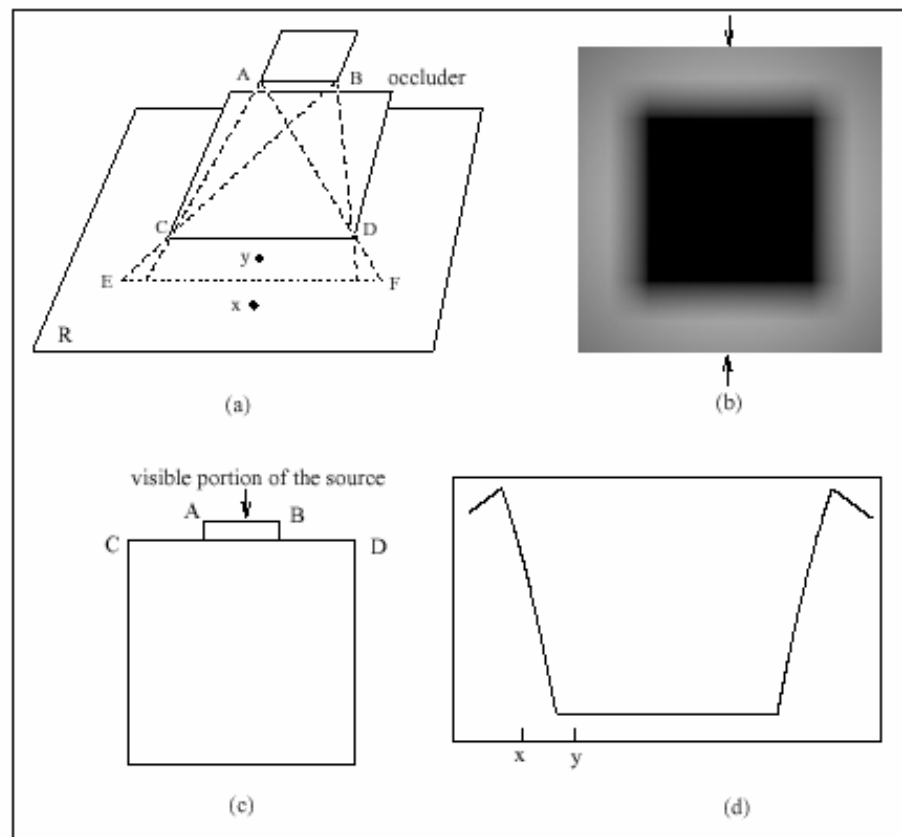 A
B
occluder
C
D
y
E
F
x
R
(a)
(b)
visible portion of the source
A
B
C
D
(c)
x
y
(d)